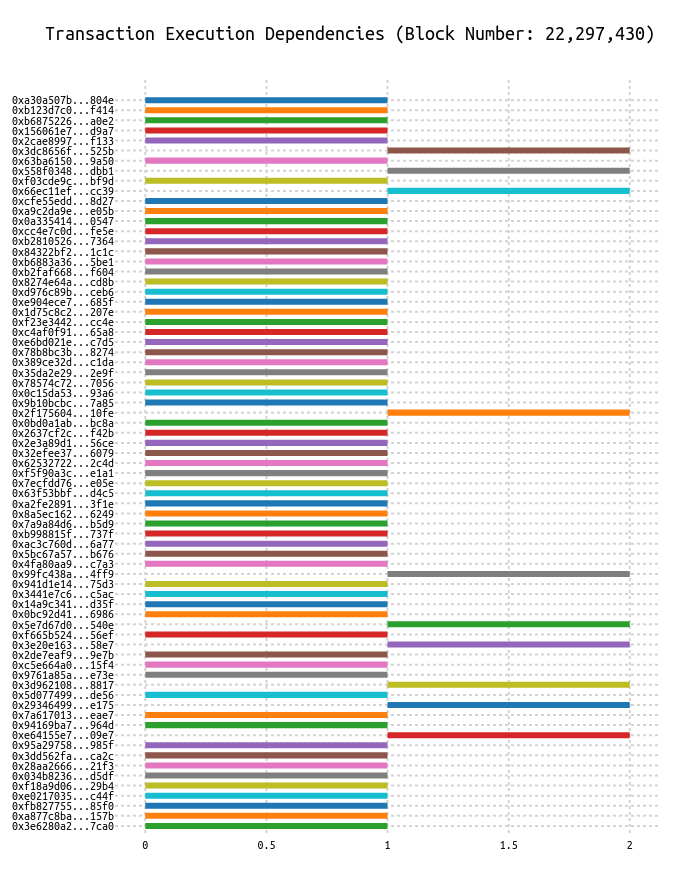 Transaction Execution Dependencies (Block Number: 22,297,430)
0xa30a507b...804e
0xb123d7c0...f414
0xb6875226...a0e2
0x156061e7...d9a7
0x2cae8997...f133
0x3dc8656f...525b
0x63ba6150...9a50
0x558f0348...dbb1
0xf03cde9c...bf9d
0x66ec11ef...cc39
0xcfe55edd...8d27
0xa9c2da9e...e05b
0x0a335414...0547
0xcc4e7c0d...fe5e
0xb2810526...7364
0x84322bf2...1c1c
0xb6883a36...5be1
0xb2faf668...f604
0x8274e64a...cd8b
0xd976c89b...ceb6
0xe904ece7...685f
0x1d75c8c2...207e
0xf23e3442...cc4e
0xc4af0f91...65a8
0xe6bd021e...c7d5
0x78b8bc3b...8274
0x389ce32d...c1da
0x35da2e29...2e9f
0x78574c72...7056
0x0c15da53...93a6
0x9b10bcbc...7a85
0x2f175604...10fe
0x0bd0a1ab...bc8a
0x2637cf2c...f42b
0x2e3a89d1...56ce
0x32efee37...6079
0x62532722...2c4d
0xf5f90a3c...e1a1
0x7ecfdd76...e05e
0x63f53bbf...d4c5
0xa2fe2891...3f1e
0x8a5ec162...6249
0x7a9a84d6...b5d9
0xb998815f...737f
0xac3c760d...6a77
0x5bc67a57...b676
0x4fa80aa9...c7a3
0x99fc438a...4ff9
0x941d1e14...75d3
0x3441e7c6...c5ac
0x14a9c341...d35f
0x0bc92d41...6986
0x5e7d67d0...540e
0xf665b524...56ef
0x3e20e163...58e7
0x2de7eaf9...9e7b
0xc5e664a0...15f4
0x9761a85a...e73e
0x3d962108...8817
0x5d077499...de56
0x29346499...e175
0x7a617013...eae7
0x94169ba7...964d
0xe64155e7...09e7
0x95a29758...985f
0x3dd562fa...ca2c
0x28aa2666...21f3
0x034b8236...d5df
0xf18a9d06...29b4
0xe0217035...c44f
0xfb827755...85f0
0xa877c8ba...157b
0x3e6280a2...7ca0
0 0.5 1 1.5 2